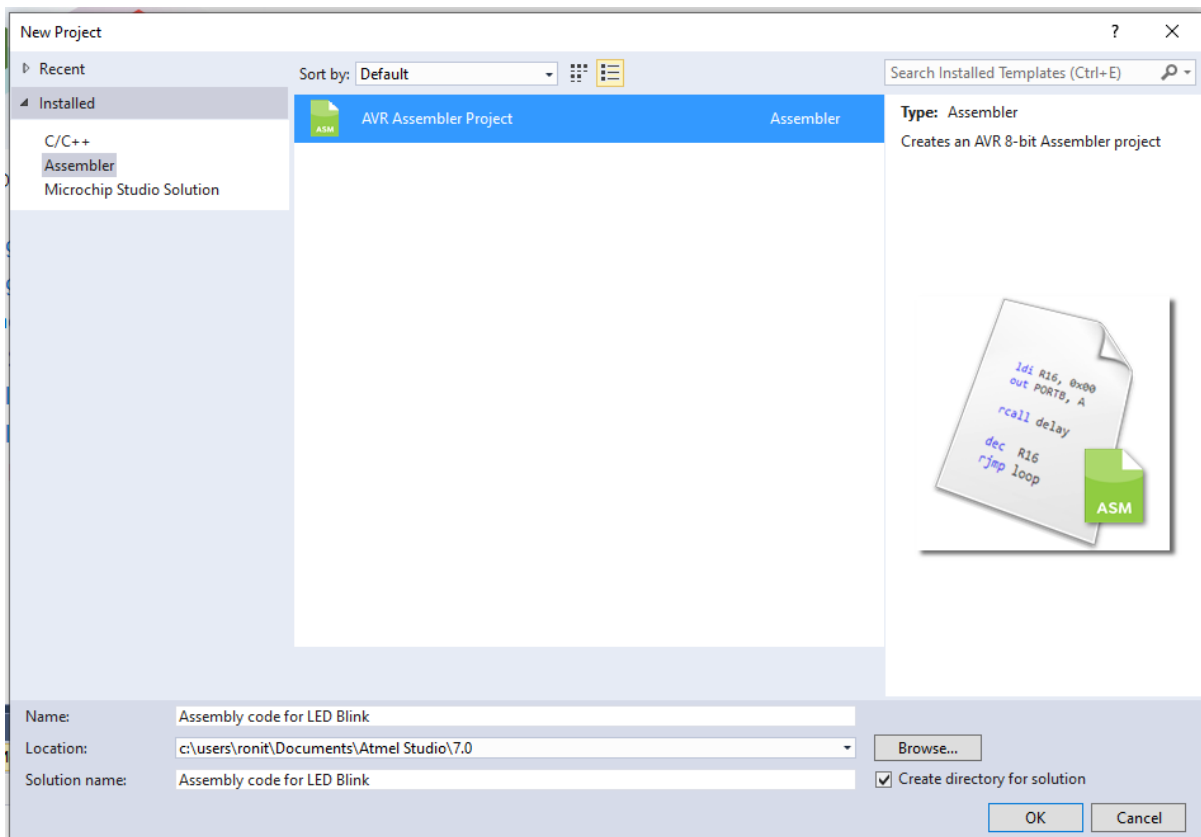 New Project
?
Recent
Installed
C/C++
Assembler
Microchip Studio Solution
Sort by: Default
AVR Assembler Project Assembler
ASM
Search Installed Templates (Ctrl+E)
Type: Assembler
Creates an AVR 8-bit Assembler project
ldi R16, 0x00
out PORTB, A
rcall delay
dec R16
rjmp loop
ASM
Name: Assembly code for LED Blink
Location: c:\users\ronit\Documents\Atmel Studio\7.0 Browse...
Solution name: Assembly code for LED Blink Create directory for solution
OK Cancel